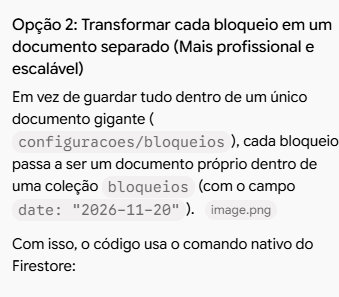 Opção 2: Transformar cada bloqueio em um
documento separado (Mais profissional e
escalável)
Em vez de guardar tudo dentro de um único
documento gigante (
configuracoes/bloqueios ), cada bloqueio
passa a ser um documento próprio dentro de
uma coleção bloqueios (com o campo
date: "2026-11-20" ). image.png
Com isso, o código usa o comando nativo do
Firestore: